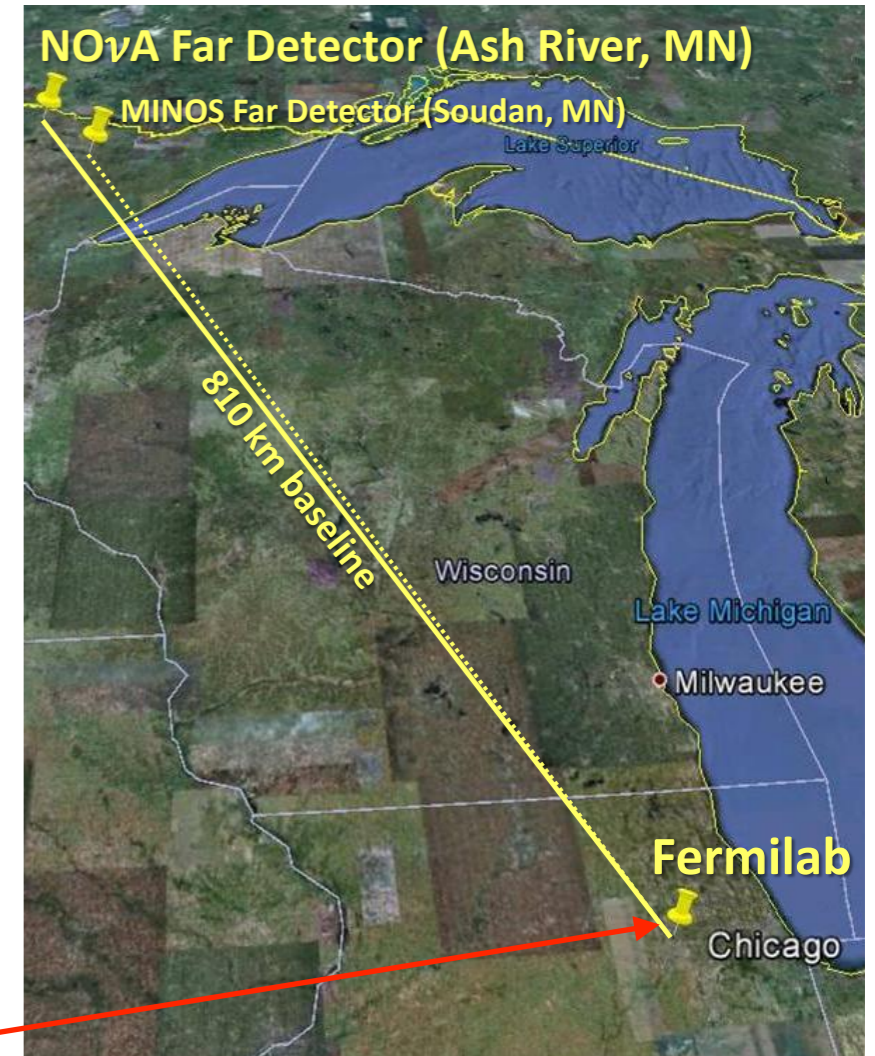 NOνA Far Detector (Ash River, MN)
MINOS Far Detector (Soudan, MN)
Lake Superior
810 km baseline
Wisconsin
Lake Michigan
Milwaukee
Fermilab
Chicago